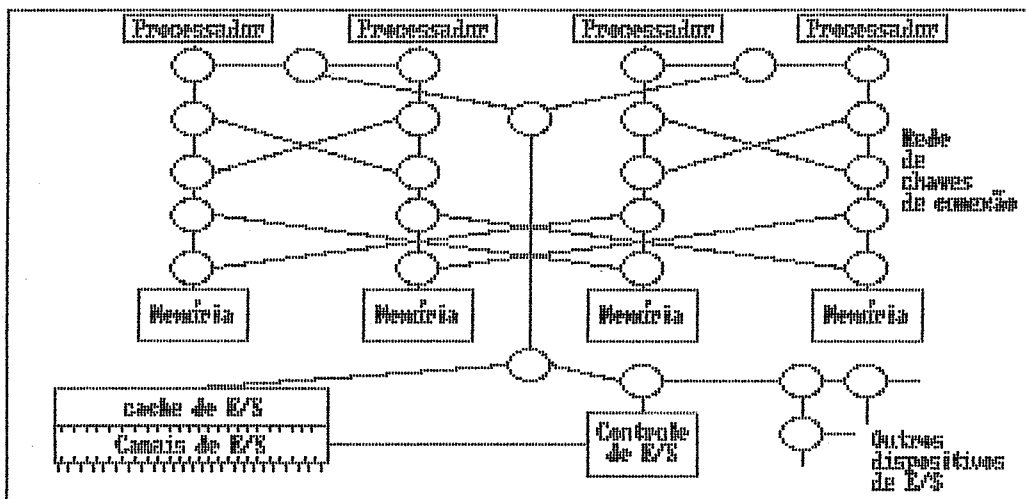 Processador Processador Processador Processador
Rede
de
chaves
de conexão
Memória Memória Memória Memória
cache de E/S
Canais de E/S
Controle
de E/S
Outros
dispositivos
de E/S